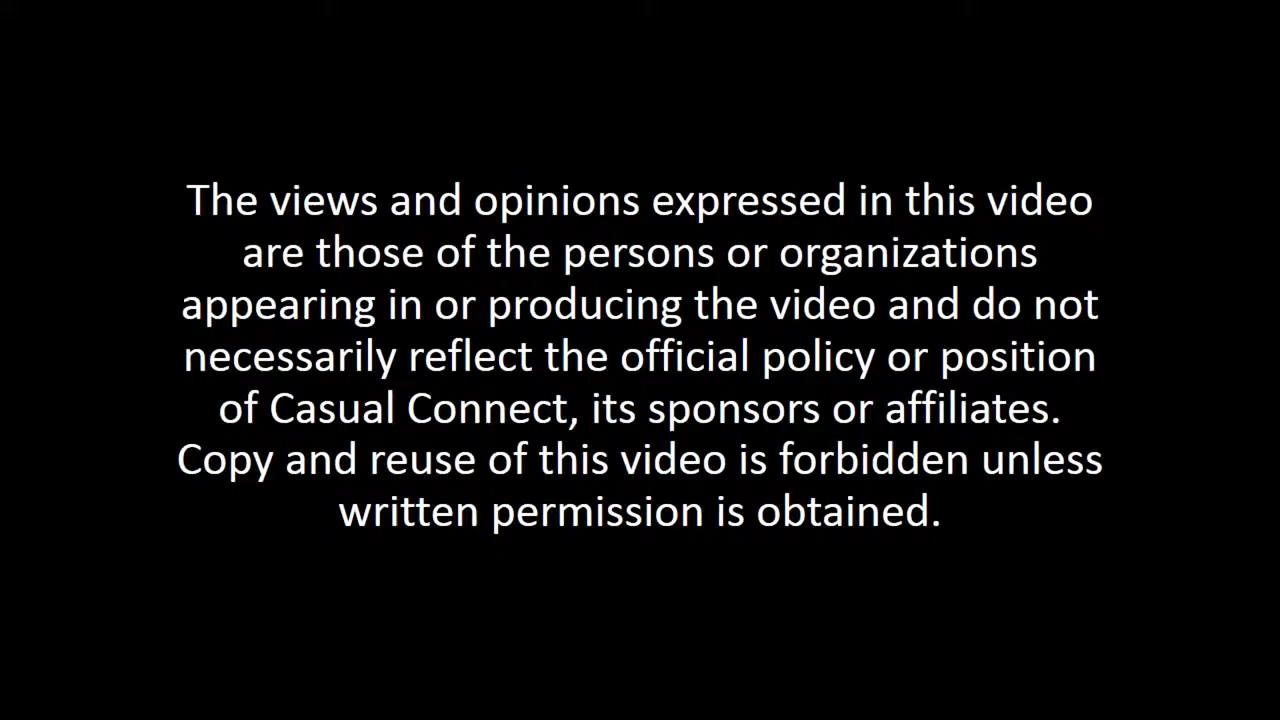 The views and opinions expressed in this video
are those of the persons or organizations
appearing in or producing the video and do not
necessarily reflect the official policy or position
of Casual Connect, its sponsors or affiliates.
Copy and reuse of this video is forbidden unless
written permission is obtained.